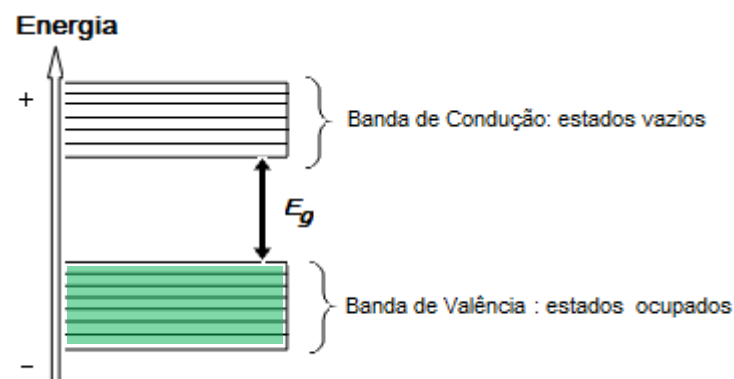 Energia
+
Banda de Condução: estados vazios
Eg
Banda de Valência : estados ocupados
–